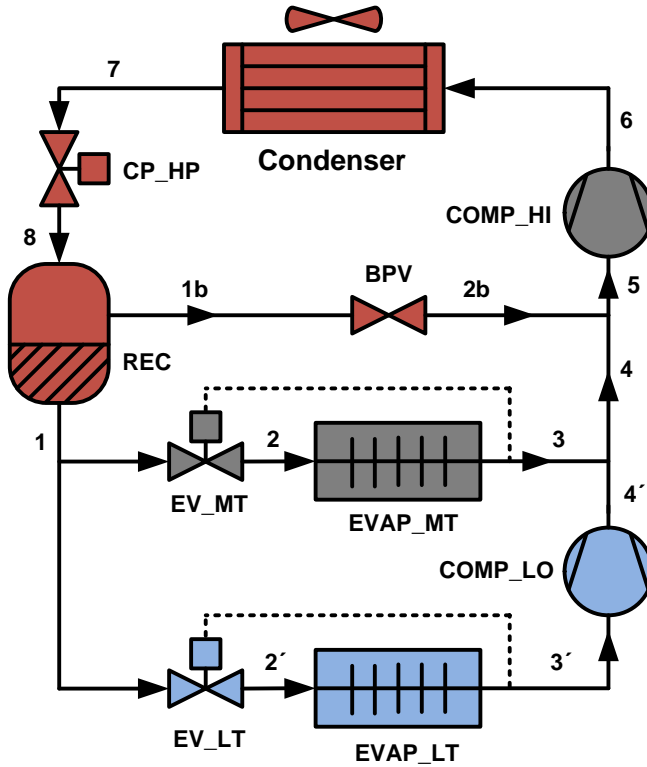 7
6
Condenser
CP_HP
COMP_HI
8
1b
BPV
2b
5
REC
4
1
2
3
EV_MT
EVAP_MT
4´
COMP_LO
2´
3´
EV_LT
EVAP_LT